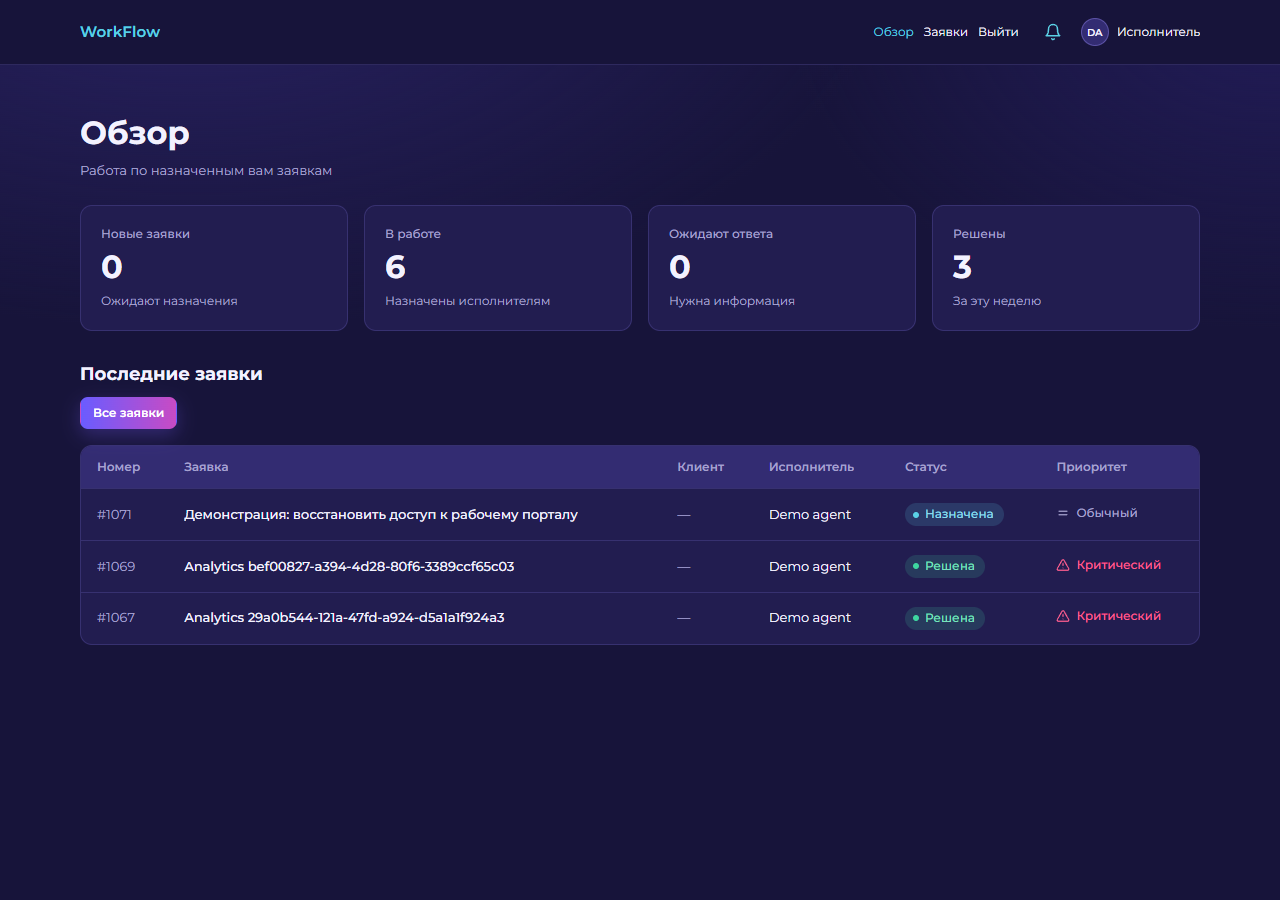 WorkFlow Обзор Заявки Выйти DA Исполнитель
Обзор
Работа по назначенным вам заявкам
Новые заявки В работе Ожидают ответа Решены
0 6 0 3
Ожидают назначения Назначены исполнителям Нужна информация За эту неделю
Последние заявки
Все заявки
Номер Заявка Клиент Исполнитель Статус Приоритет
#1071 Демонстрация: восстановить доступ к рабочему порталу — Demo agent Назначена Обычный
#1069 Analytics bef00827-a394-4d28-80f6-3389ccf65c03 — Demo agent Решена Критический
#1067 Analytics 29a0b544-121a-47fd-a924-d5a1a1f924a3 — Demo agent Решена Критический